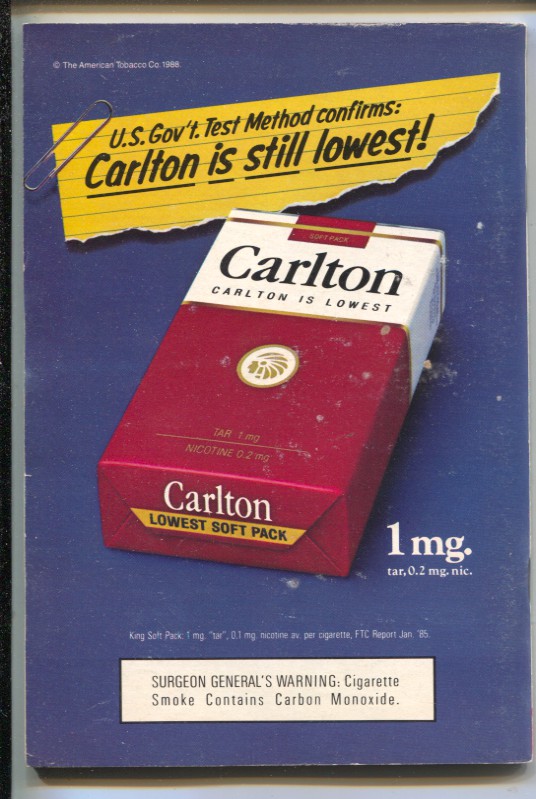 © The American Tobacco Co. 1988.
U.S. Gov't. Test Method confirms:
Carlton is still lowest!
SOFT PACK
Carlton
CARLTON IS LOWEST
TAR 1 mg
NICOTINE 0.2 mg
Carlton
LOWEST SOFT PACK
1 mg.
tar, 0.2 mg. nic.
King Soft Pack: 1 mg. "tar", 0.1 mg. nicotine av. per cigarette, FTC Report Jan. '85.
SURGEON GENERAL'S WARNING: Cigarette
Smoke Contains Carbon Monoxide.